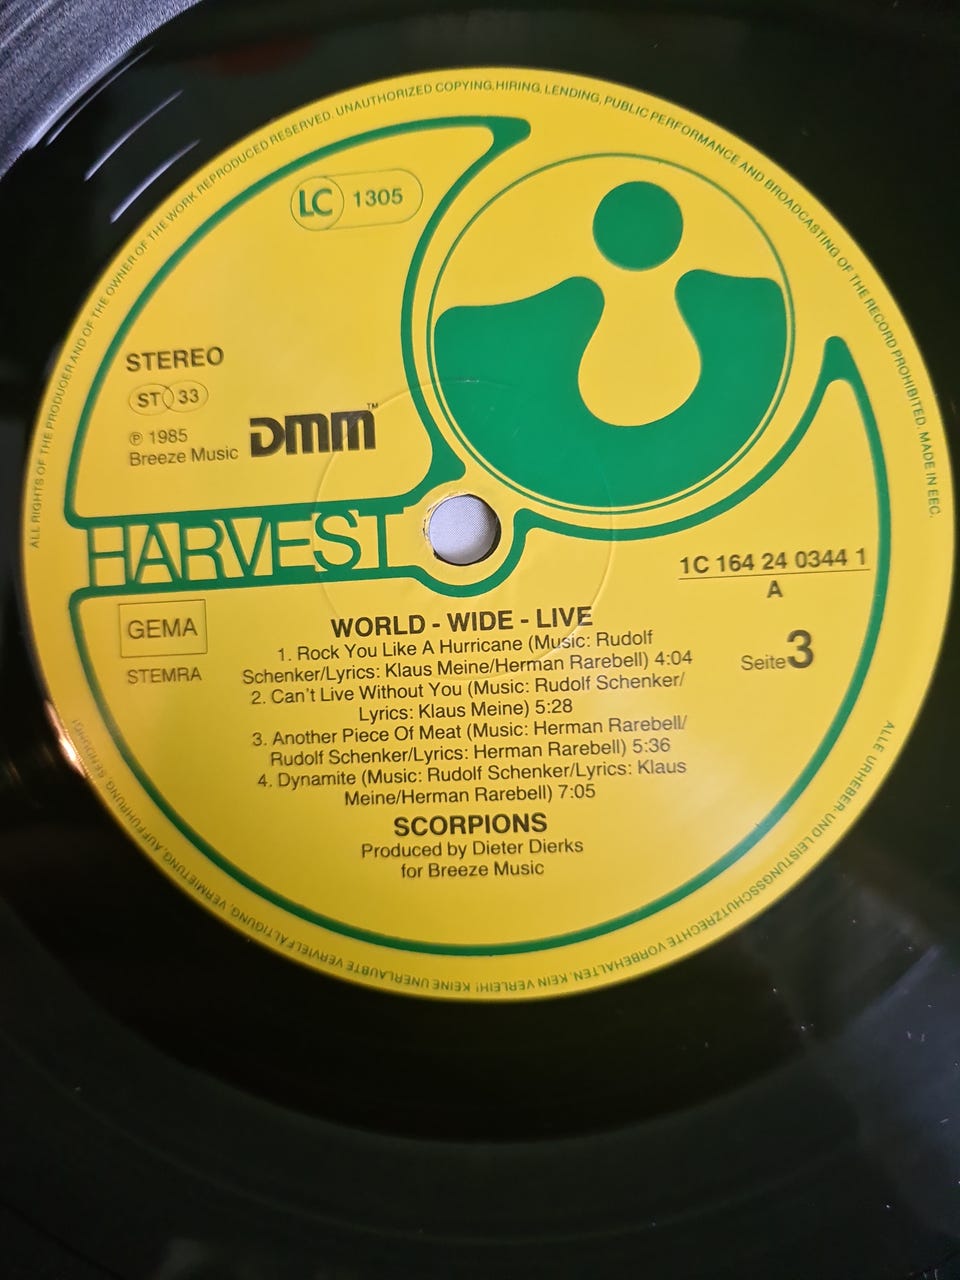 ALL RIGHTS OF THE PRODUCER AND OF THE OWNER OF THE WORK REPRODUCED RESERVED. UNAUTHORIZED COPYING, HIRING, LENDING, PUBLIC PERFORMANCE AND BROADCASTING OF THE RECORD PROHIBITED. MADE IN EEC.
LC 1305
STEREO
ST 33
℗ 1985
Breeze Music
DMM™
HARVEST
1C 164 24 0344 1
A
GEMA
STEMRA
Seite 3
WORLD - WIDE - LIVE
1. Rock You Like A Hurricane (Music: Rudolf
Schenker/Lyrics: Klaus Meine/Herman Rarebell) 4:04
2. Can't Live Without You (Music: Rudolf Schenker/
Lyrics: Klaus Meine) 5:28
3. Another Piece Of Meat (Music: Herman Rarebell/
Rudolf Schenker/Lyrics: Herman Rarebell) 5:36
4. Dynamite (Music: Rudolf Schenker/Lyrics: Klaus
Meine/Herman Rarebell) 7:05
SCORPIONS
Produced by Dieter Dierks
for Breeze Music
ALLE URHEBER- UND LEISTUNGSSCHUTZRECHTE VORBEHALTEN. KEIN VERLEIH! KEINE UNERLAUBTE VERVIELFÄLTIGUNG, VERMIETUNG, AUFFÜHRUNG, SENDUNG!